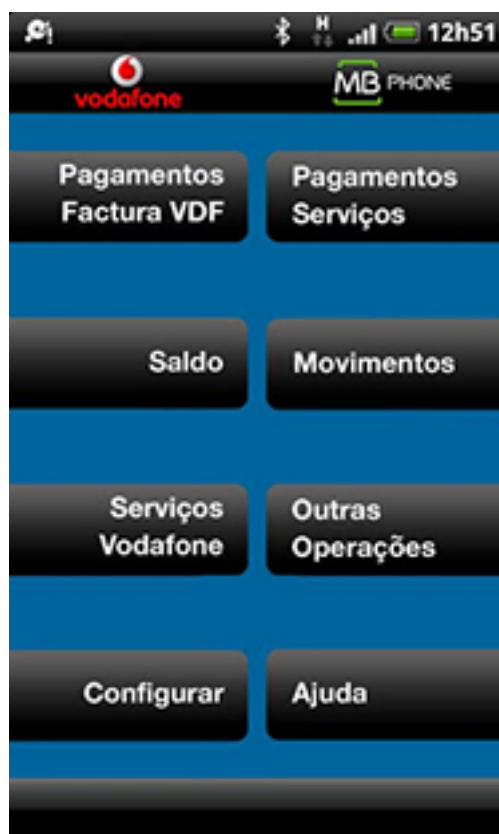 H
12h51
vodafone
MB PHONE
Pagamentos
Factura VDF
Pagamentos
Serviços
Saldo
Movimentos
Serviços
Vodafone
Outras
Operações
Configurar
Ajuda